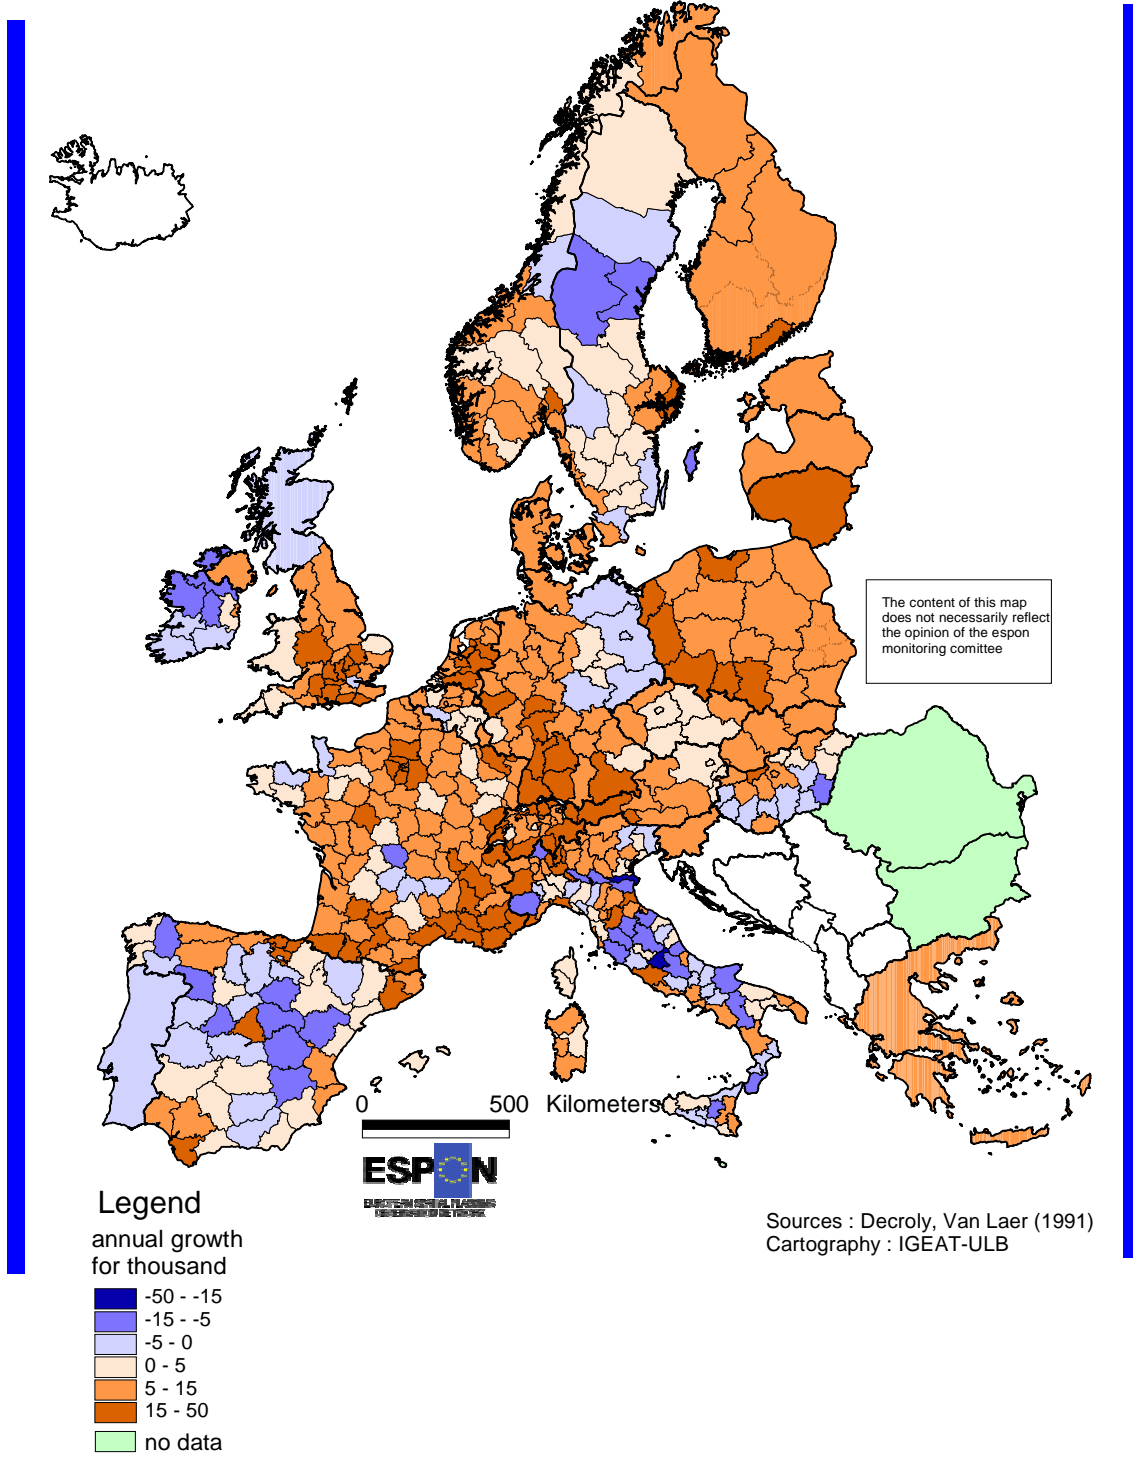 The content of this map
does not necessarily reflect
the opinion of the espon
monitoring comittee
0 500 Kilometers
ESPON
Legend
annual growth
for thousand
-50 - -15
-15 - -5
-5 - 0
0 - 5
5 - 15
15 - 50
no data
Sources : Decroly, Van Laer (1991)
Cartography : IGEAT-ULB